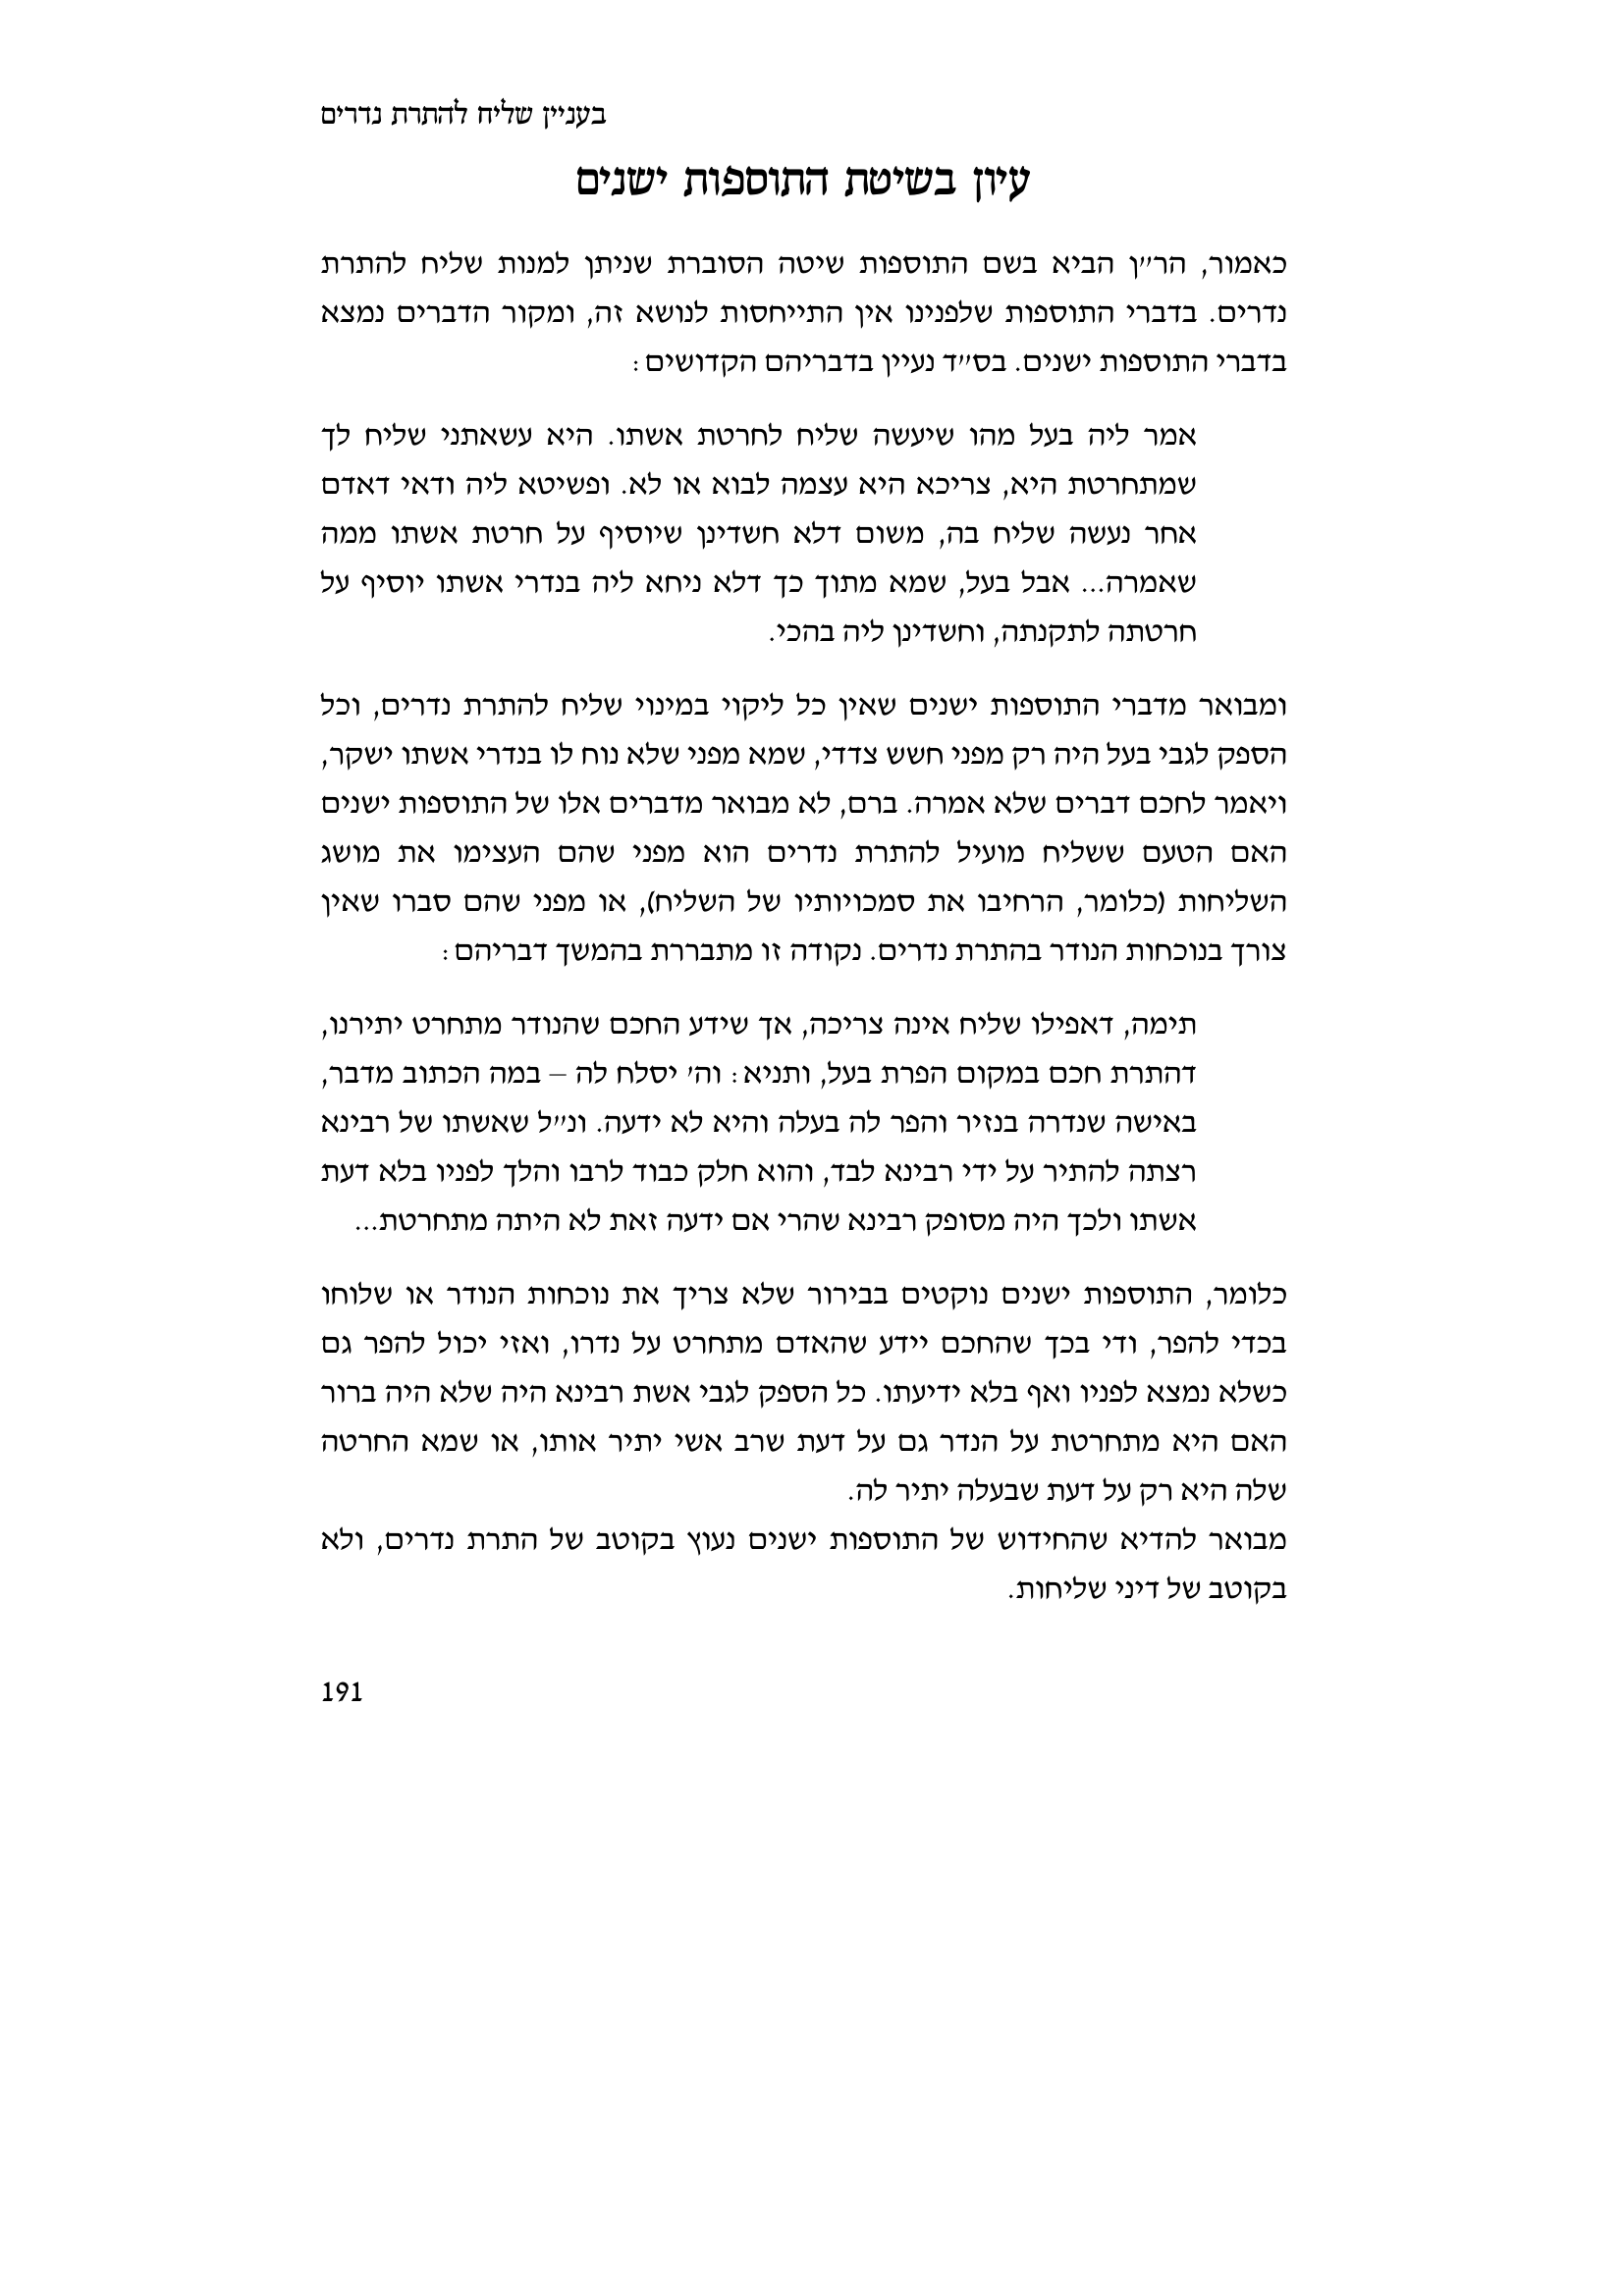 בעניין שליח להתרת נדרים
עיון בשיטת התוספות ישנים
כאמור, הר״ן הביא בשם התוספות שיטה הסוברת שניתן למנות שליח להתרת
נדרים. בדברי התוספות שלפנינו אין התייחסות לנושא זה, ומקור הדברים נמצא
בדברי התוספות ישנים. בס״ד נעיין בדבריהם הקדושים:
אמר ליה בעל מהו שיעשה שליח לחרטת אשתו. היא עשאתני שליח לך
שמתחרטת היא, צריכא היא עצמה לבוא או לא. ופשיטא ליה ודאי דאדם
אחר נעשה שליח בה, משום דלא חשדינן שיוסיף על חרטת אשתו ממה
שאמרה... אבל בעל, שמא מתוך כך דלא ניחא ליה בנדרי אשתו יוסיף על
חרטתה לתקנתה, וחשדינן ליה בהכי.
ומבואר מדברי התוספות ישנים שאין כל ליקוי במינוי שליח להתרת נדרים, וכל
הספק לגבי בעל היה רק מפני חשש צדדי, שמא מפני שלא נוח לו בנדרי אשתו ישקר,
ויאמר לחכם דברים שלא אמרה. ברם, לא מבואר מדברים אלו של התוספות ישנים
האם הטעם ששליח מועיל להתרת נדרים הוא מפני שהם העצימו את מושג
השליחות (כלומר, הרחיבו את סמכויותיו של השליח), או מפני שהם סברו שאין
צורך בנוכחות הנודר בהתרת נדרים. נקודה זו מתבררת בהמשך דבריהם:
תימה, דאפילו שליח אינה צריכה, אך שידע החכם שהנודר מתחרט יתירנו,
דהתרת חכם במקום הפרת בעל, ותניא: וה׳ יסלח לה – במה הכתוב מדבר,
באישה שנדרה בנזיר והפר לה בעלה והיא לא ידעה. ונ״ל שאשתו של רבינא
רצתה להתיר על ידי רבינא לבד, והוא חלק כבוד לרבו והלך לפניו בלא דעת
אשתו ולכך היה מסופק רבינא שהרי אם ידעה זאת לא היתה מתחרטת...
כלומר, התוספות ישנים נוקטים בבירור שלא צריך את נוכחות הנודר או שלוחו
בכדי להפר, ודי בכך שהחכם יידע שהאדם מתחרט על נדרו, ואזי יכול להפר גם
כשלא נמצא לפניו ואף בלא ידיעתו. כל הספק לגבי אשת רבינא היה שלא היה ברור
האם היא מתחרטת על הנדר גם על דעת שרב אשי יתיר אותו, או שמא החרטה
שלה היא רק על דעת שבעלה יתיר לה.
מבואר להדיא שהחידוש של התוספות ישנים נעוץ בקוטב של התרת נדרים, ולא
בקוטב של דיני שליחות.
191